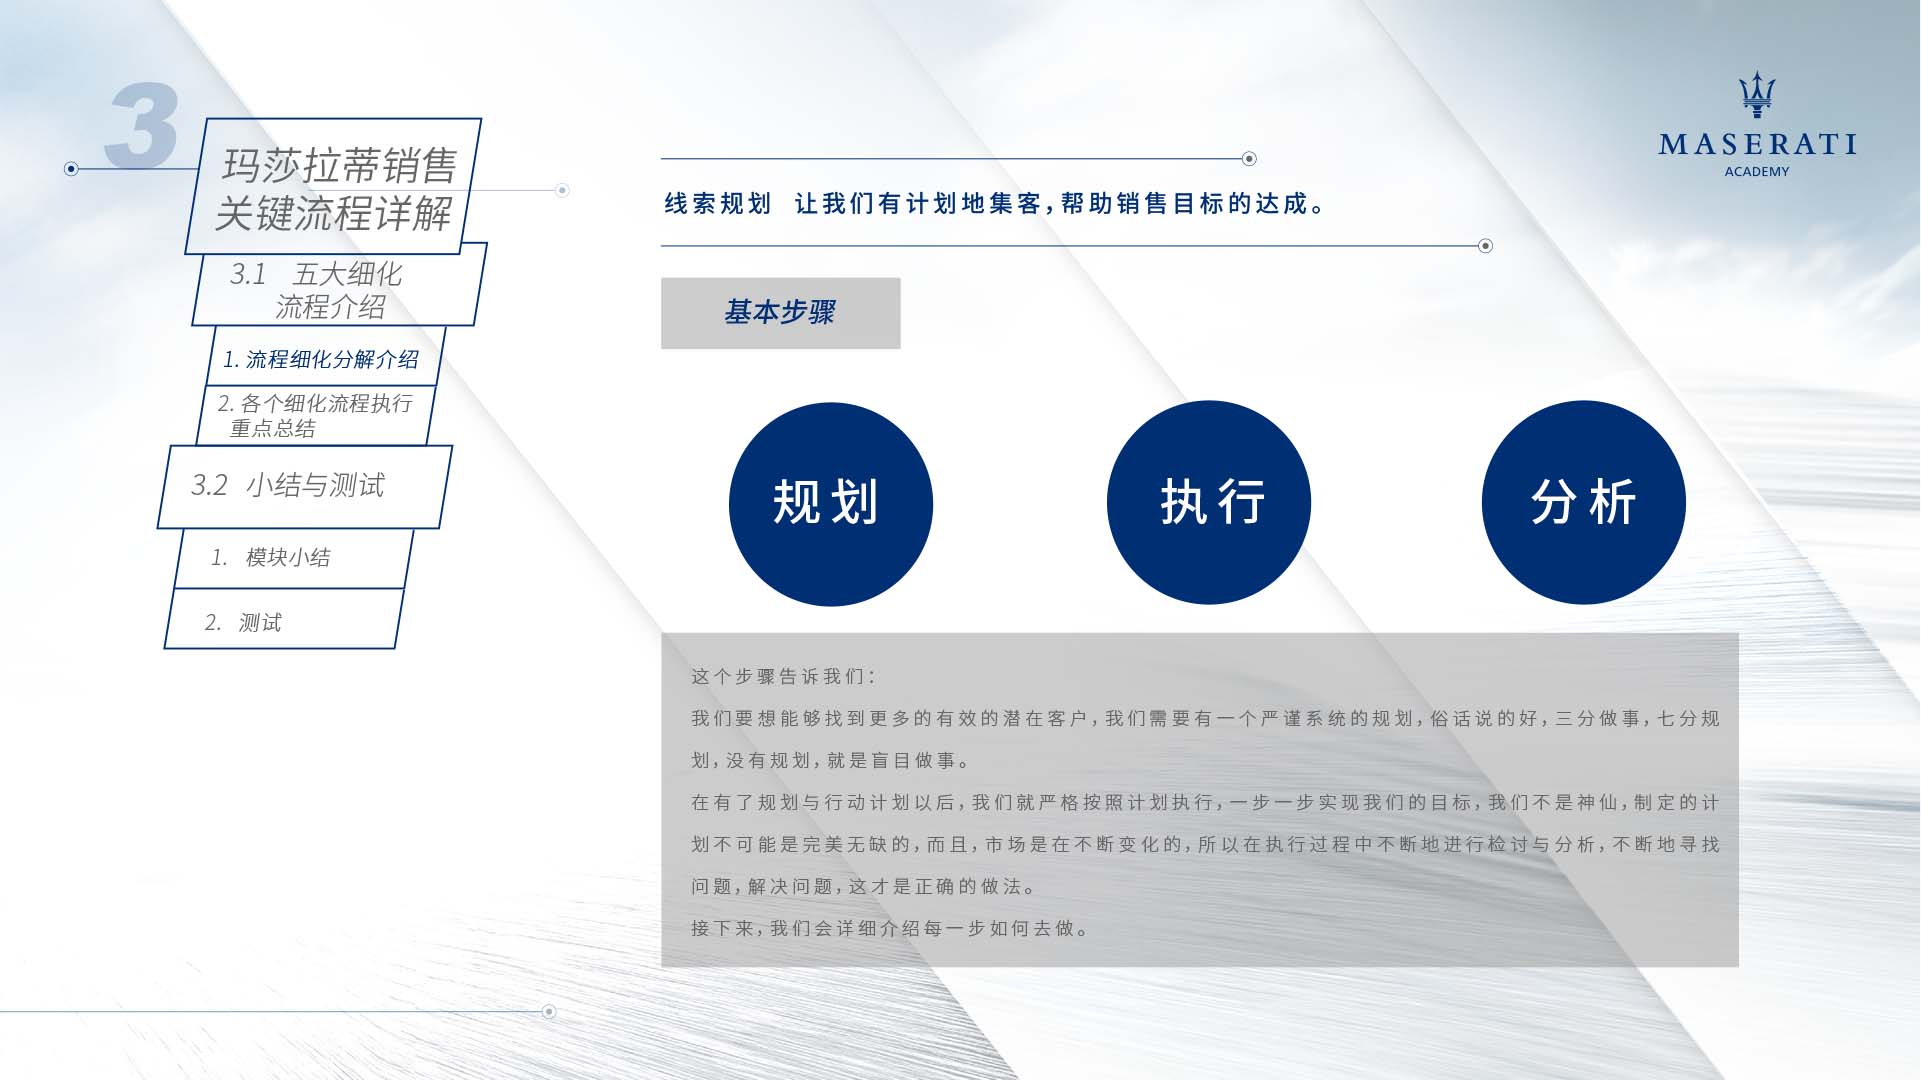 3
玛莎拉蒂销售
关键流程详解
3.1 五大细化
流程介绍
1. 流程细化分解介绍
2. 各个细化流程执行
重点总结
3.2 小结与测试
1. 模块小结
2. 测试
MASERATI
ACADEMY
线索规划 让我们有计划地集客，帮助销售目标的达成。
基本步骤
规划
执行
分析
这个步骤告诉我们：
我们要想能够找到更多的有效的潜在客户，我们需要有一个严谨系统的规划，俗话说的好，三分做事，七分规
划，没有规划，就是盲目做事。
在有了规划与行动计划以后，我们就严格按照计划执行，一步一步实现我们的目标，我们不是神仙，制定的计
划不可能是完美无缺的，而且，市场是在不断变化的，所以在执行过程中不断地进行检讨与分析，不断地寻找
问题，解决问题，这才是正确的做法。
接下来，我们会详细介绍每一步如何去做。